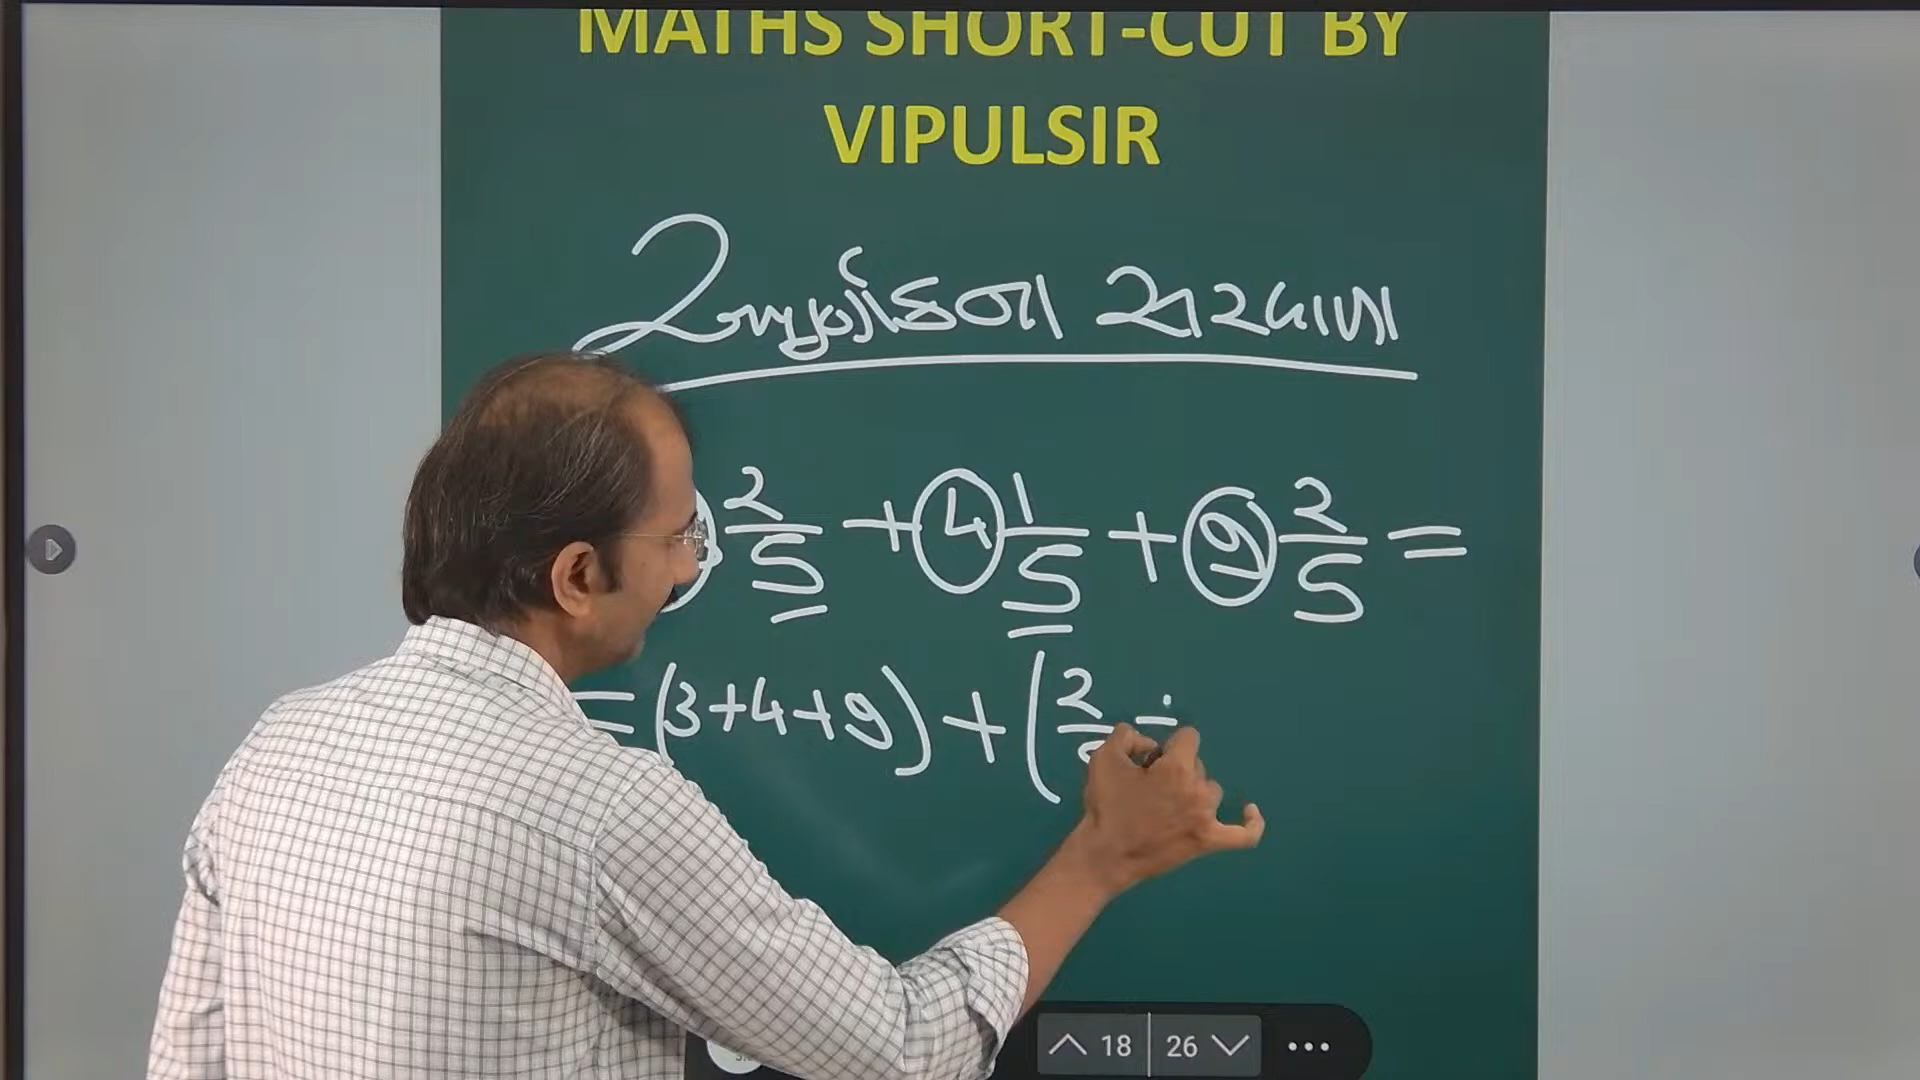 MATHS SHORT-CUT BY
VIPULSIR
અપૂર્ણાંકના સરવાળા
2/5 + 4 1/5 + 9 2/5 =
= (3+4+9) + (2/5 +
18 26 •••